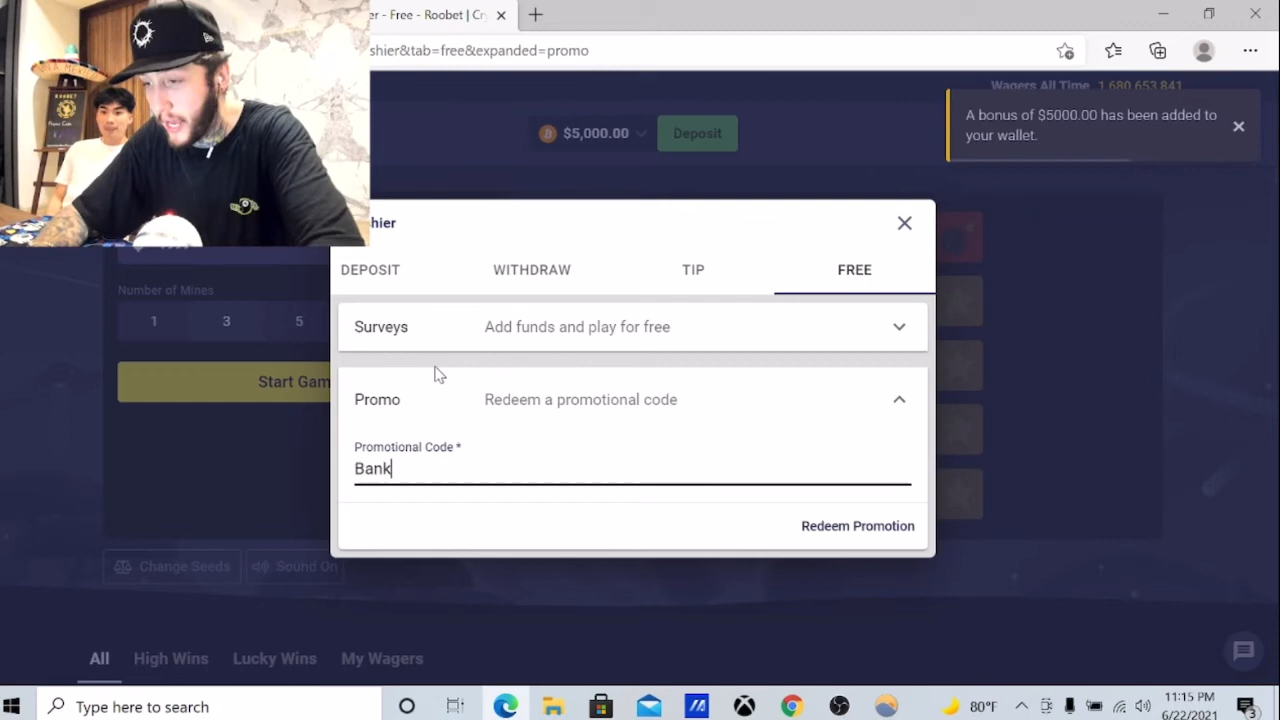 er - Free - Roobet | Cr
shier&tab=free&expanded=promo
Wagers All Time 1,680,653,841
A bonus of $5000.00 has been added to
your wallet.
$5,000.00
Deposit
shier
DEPOSIT
WITHDRAW
TIP
FREE
Surveys
Add funds and play for free
Number of Mines
1
3
5
Start Gam
Promo
Redeem a promotional code
Promotional Code *
Bank
Redeem Promotion
Change Seeds
Sound On
All
High Wins
Lucky Wins
My Wagers
Type here to search
80°F
11:15 PM
6/22/2021
3